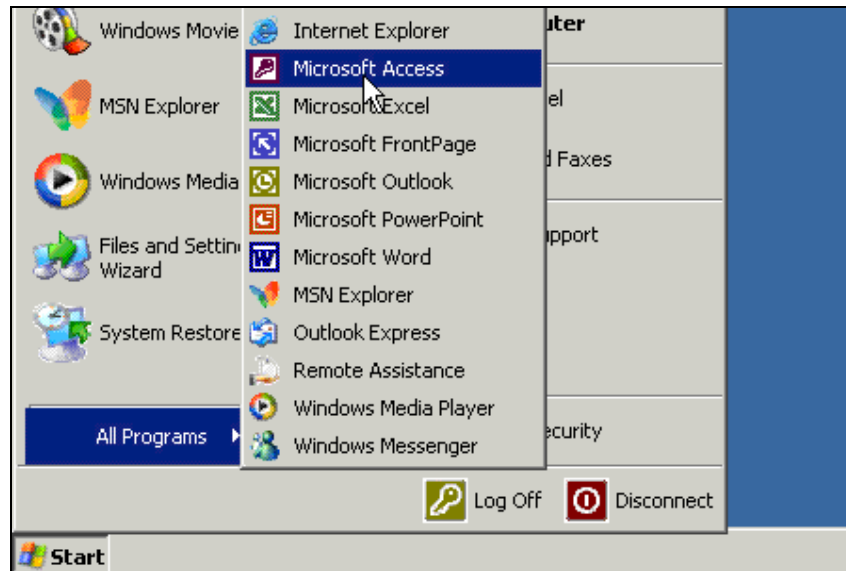 Windows Movie
MSN Explorer
Windows Media
Files and Settin
Wizard
System Restore
All Programs
Internet Explorer
Microsoft Access
Microsoft Excel
Microsoft FrontPage
Microsoft Outlook
Microsoft PowerPoint
Microsoft Word
MSN Explorer
Outlook Express
Remote Assistance
Windows Media Player
Windows Messenger
uter
el
d Faxes
upport
ecurity
Log Off
Disconnect
Start